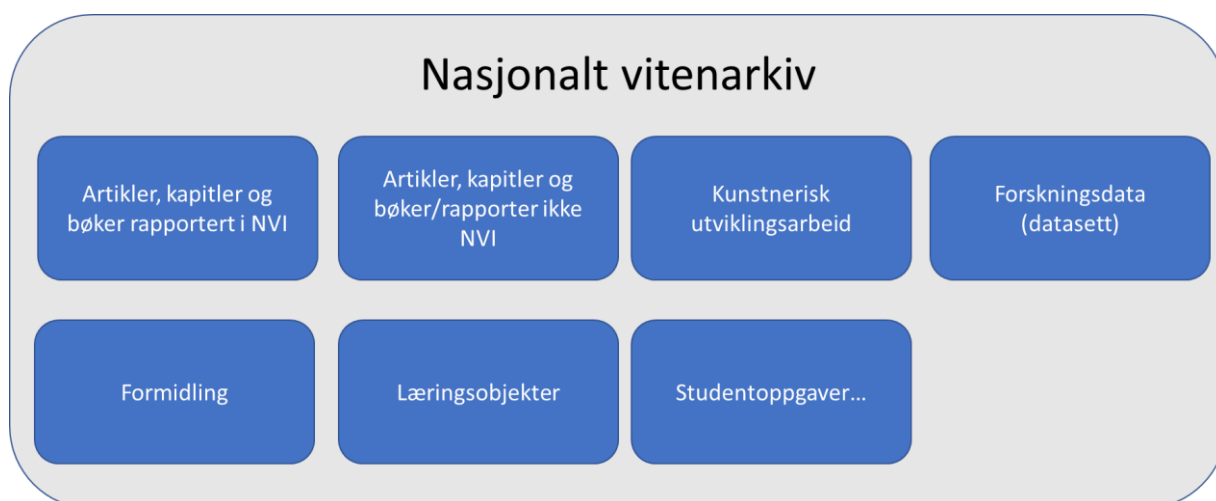 Nasjonalt vitenarkiv
Artikler, kapitler og
bøker rapportert i NVI
Artikler, kapitler og
bøker/rapporter ikke
NVI
Kunstnerisk
utviklingsarbeid
Forskningsdata
(datasett)
Formidling
Læringsobjekter
Studentoppgaver...